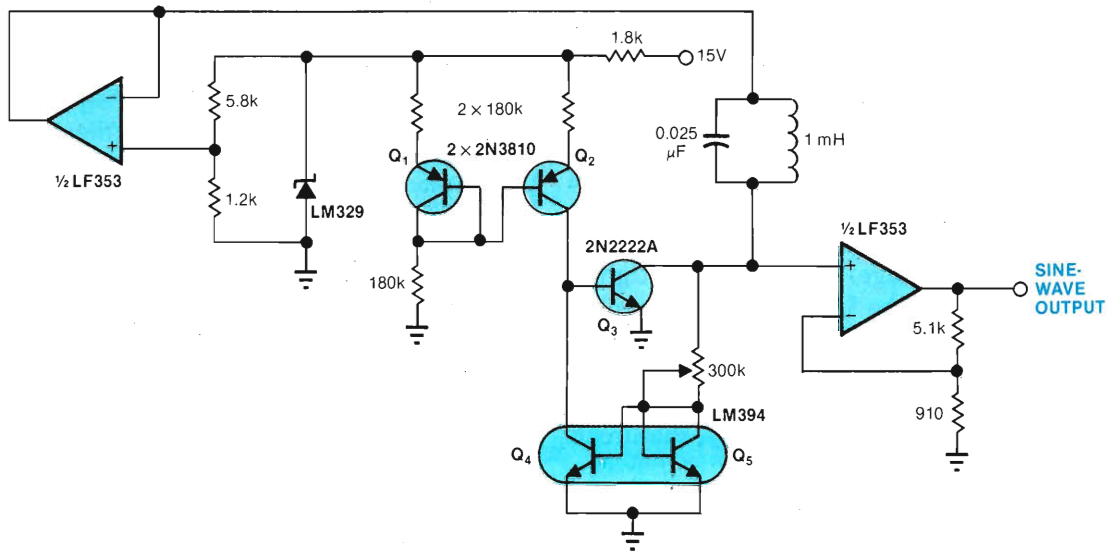 1.8k
15V
5.8k
2 × 180k
0.025
µF
1 mH
Q1
2 × 2N3810
Q2
½ LF353
1.2k
LM329
½ LF353
2N2222A
SINE-
WAVE
OUTPUT
180k
Q3
5.1k
300k
LM394
910
Q4
Q5
−
+
+
−